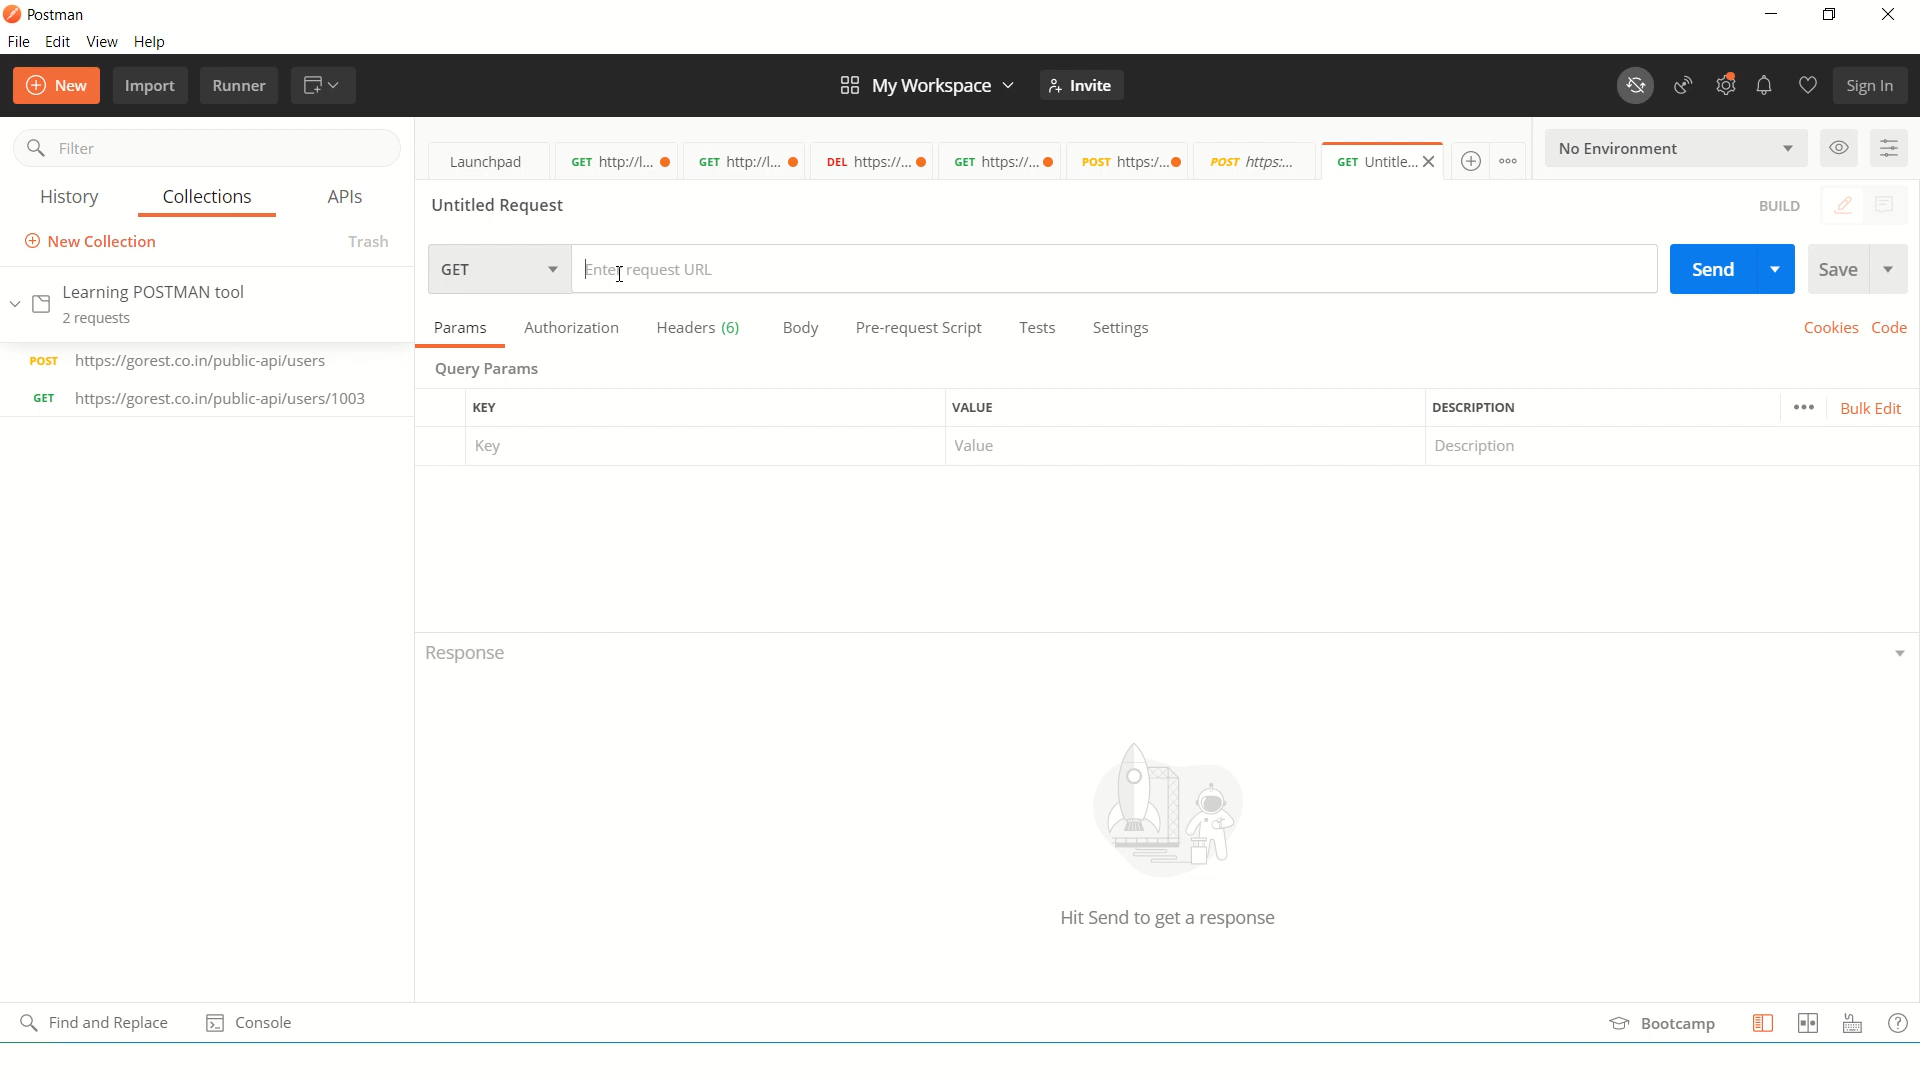 Postman
File Edit View Help
New Import Runner My Workspace Invite Sign In
Filter
Launchpad GET http://l... GET http://l... DEL https://... GET https://... POST https:/... POST https:... GET Untitle... No Environment
History Collections APIs
Untitled Request BUILD
New Collection Trash
GET Enter request URL Send Save
Learning POSTMAN tool
2 requests
Params Authorization Headers (6) Body Pre-request Script Tests Settings Cookies Code
POST https://gorest.co.in/public-api/users
Query Params
GET https://gorest.co.in/public-api/users/1003
KEY VALUE DESCRIPTION Bulk Edit
Key Value Description
Response
Hit Send to get a response
Find and Replace Console Bootcamp